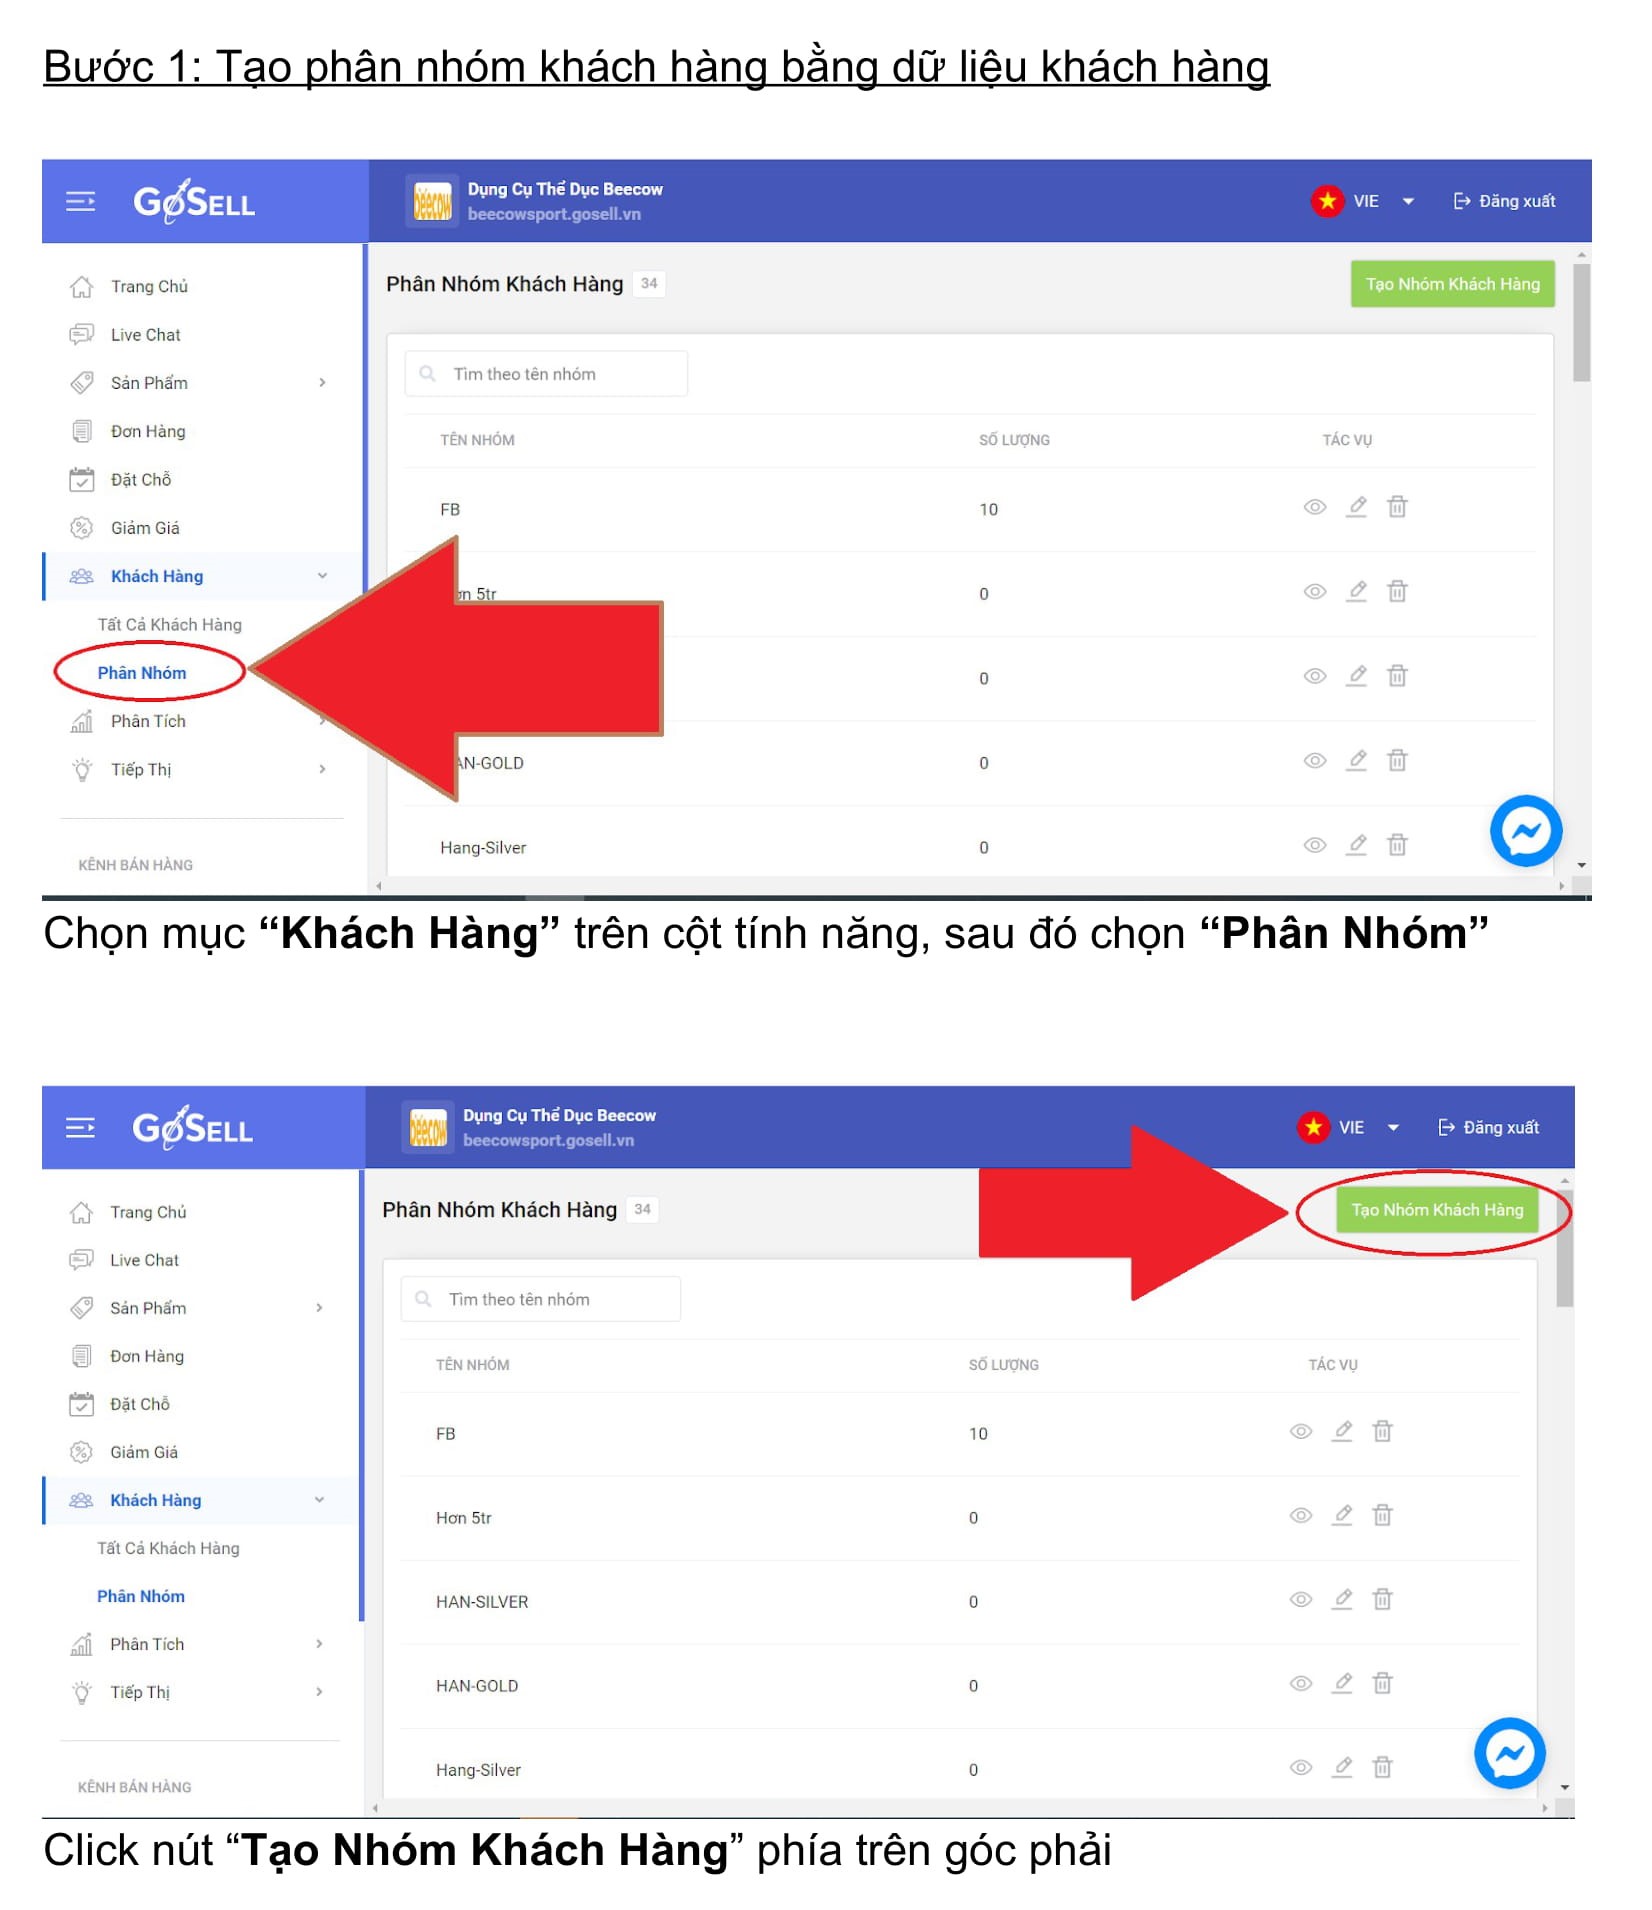 Bước 1: Tạo phân nhóm khách hàng bằng dữ liệu khách hàng
GoSELL
beecow
Dụng Cụ Thể Dục Beecow
beecowsport.gosell.vn
VIE
Đăng xuất
Trang Chủ
Live Chat
Sản Phẩm
Đơn Hàng
Đặt Chỗ
Giảm Giá
Khách Hàng
Tất Cả Khách Hàng
Phân Nhóm
Phân Tích
Tiếp Thị
KÊNH BÁN HÀNG
Phân Nhóm Khách Hàng 34
Tạo Nhóm Khách Hàng
Tìm theo tên nhóm
TÊN NHÓM SỐ LƯỢNG TÁC VỤ
FB 10
5tr 0
0
AN-GOLD 0
Hang-Silver 0
Chọn mục “Khách Hàng” trên cột tính năng, sau đó chọn “Phân Nhóm”
GoSELL
beecow
Dụng Cụ Thể Dục Beecow
beecowsport.gosell.vn
VIE
Đăng xuất
Trang Chủ
Live Chat
Sản Phẩm
Đơn Hàng
Đặt Chỗ
Giảm Giá
Khách Hàng
Tất Cả Khách Hàng
Phân Nhóm
Phân Tích
Tiếp Thị
KÊNH BÁN HÀNG
Phân Nhóm Khách Hàng 34
Tạo Nhóm Khách Hàng
Tìm theo tên nhóm
TÊN NHÓM SỐ LƯỢNG TÁC VỤ
FB 10
Hơn 5tr 0
HAN-SILVER 0
HAN-GOLD 0
Hang-Silver 0
Click nút “Tạo Nhóm Khách Hàng” phía trên góc phải